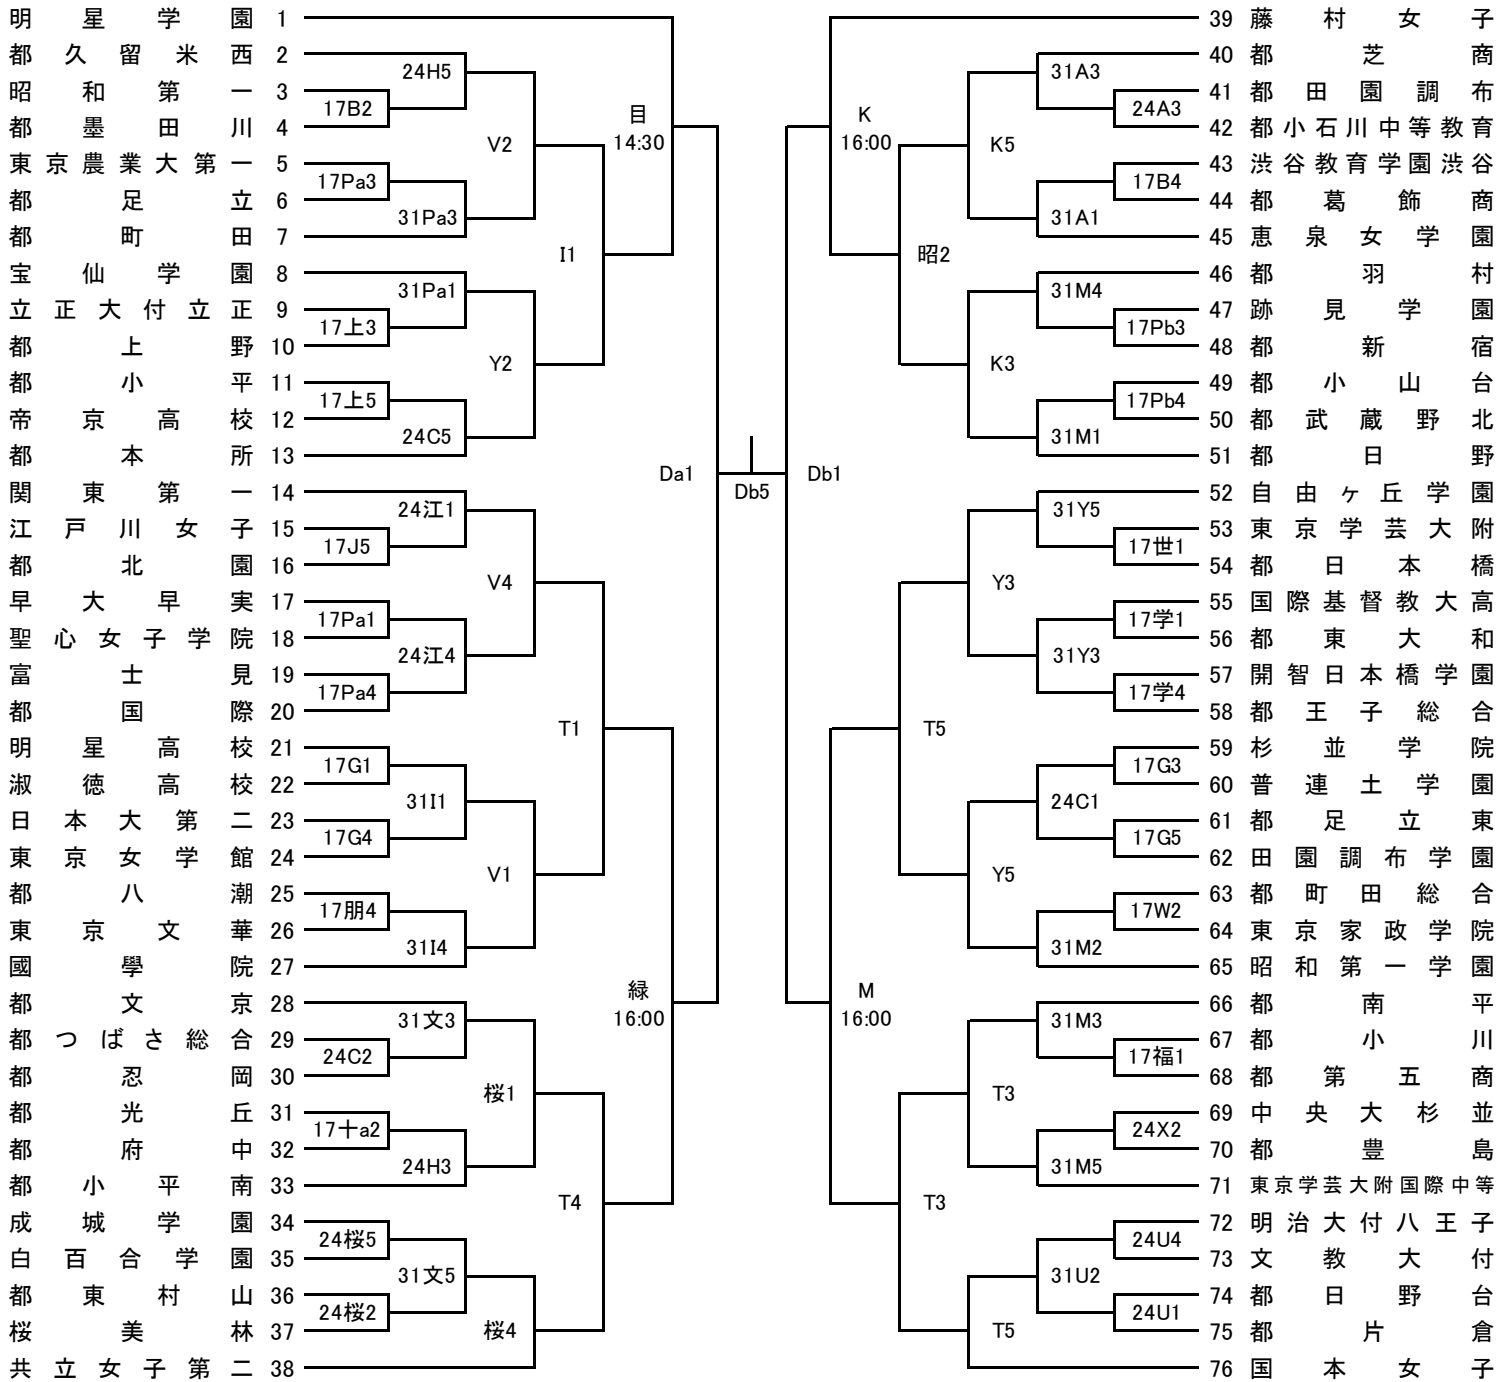 明星学園 1
都久留米西 2
24H5
昭和第一 3
17B2
都墨田川 4
V2
目
14:30
東京農業大第一 5
17Pa3
都足立 6
31Pa3
都町田 7
I1
宝仙学園 8
31Pa1
立正大付立正 9
17上3
都上野 10
Y2
都小平 11
17上5
帝京高校 12
24C5
都本所 13
Da1
関東第一 14
24江1
江戸川女子 15
17J5
都北園 16
V4
早大早実 17
17Pa1
聖心女子学院 18
24江4
富士見 19
17Pa4
都国際 20
T1
明星高校 21
17G1
淑徳高校 22
31I1
日本大第二 23
17G4
東京女学館 24
V1
都八潮 25
17朋4
東京文華 26
31I4
國學院 27
緑
16:00
都文京 28
31文3
都つばさ総合 29
24C2
都忍岡 30
桜1
都光丘 31
17十a2
都府中 32
24H3
都小平南 33
T4
成城学園 34
24桜5
白百合学園 35
31文5
都東村山 36
24桜2
桜美林 37
桜4
共立女子第二 38
Db5
39 藤村女子
40 都芝商
31A3
41 都田園調布
24A3
42 都小石川中等教育
K5
K
16:00
43 渋谷教育学園渋谷
17B4
44 都葛飾商
31A1
45 恵泉女学園
昭2
46 都羽村
31M4
47 跡見学園
17Pb3
48 都新宿
K3
49 都小山台
17Pb4
50 都武蔵野北
31M1
51 都日野
Db1
52 自由ヶ丘学園
31Y5
53 東京学芸大附
17世1
54 都日本橋
Y3
55 国際基督教大高
17学1
56 都東大和
31Y3
57 開智日本橋学園
17学4
58 都王子総合
T5
59 杉並学院
17G3
60 普連土学園
24C1
61 都足立東
17G5
62 田園調布学園
Y5
63 都町田総合
17W2
64 東京家政学院
31M2
65 昭和第一学園
M
16:00
66 都南平
31M3
67 都小川
17福1
68 都第五商
T3
69 中央大杉並
24X2
70 都豊島
31M5
71 東京学芸大附国際中等
T3
72 明治大付八王子
24U4
73 文教大付
31U2
74 都日野台
24U1
75 都片倉
T5
76 国本女子